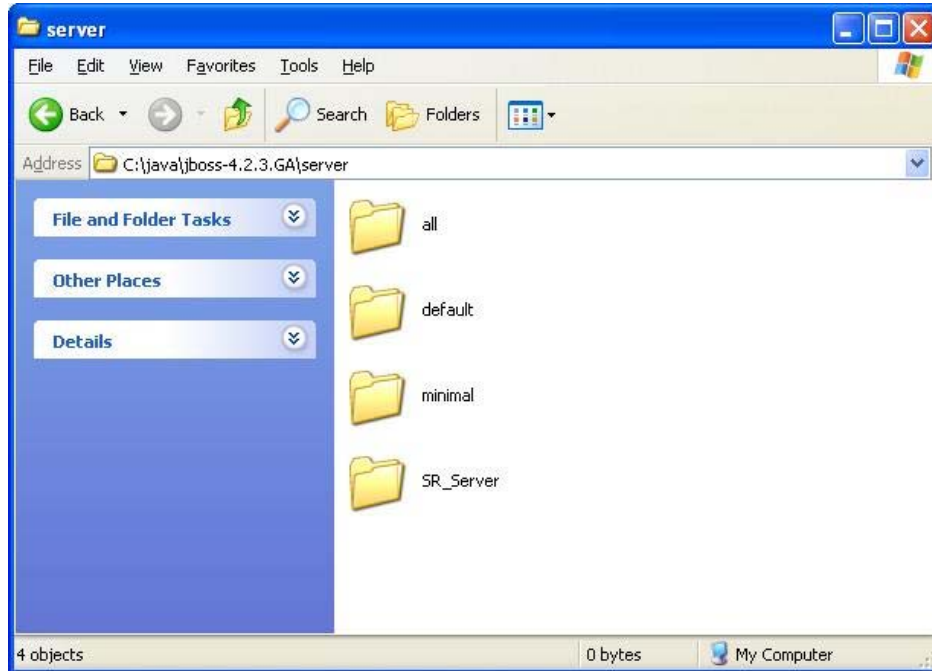 server
File Edit View Favorites Tools Help
Back Search Folders
Address C:\java\jboss-4.2.3.GA\server
File and Folder Tasks
Other Places
Details
all
default
minimal
SR_Server
4 objects 0 bytes My Computer